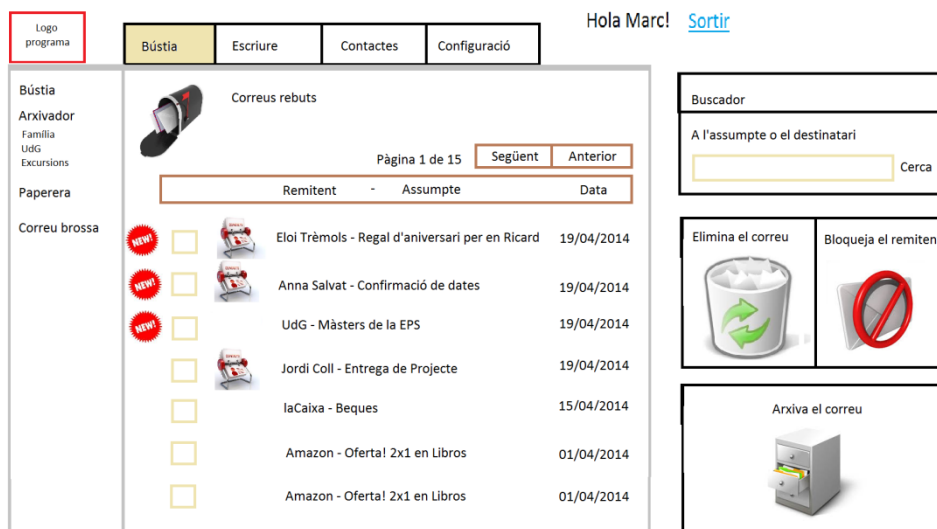 Logo
programa
Bústia
Escriure
Contactes
Configuració
Hola Marc! Sortir
Bústia
Arxivador
Família
UdG
Excursions
Paperera
Correu brossa
Correus rebuts
Pàgina 1 de 15
Següent
Anterior
Remitent - Assumpte Data
NEW! Eloi Trèmols - Regal d'aniversari per en Ricard 19/04/2014
NEW! Anna Salvat - Confirmació de dates 19/04/2014
NEW! UdG - Màsters de la EPS 19/04/2014
Jordi Coll - Entrega de Projecte 19/04/2014
laCaixa - Beques 15/04/2014
Amazon - Oferta! 2x1 en Libros 01/04/2014
Amazon - Oferta! 2x1 en Libros 01/04/2014
Buscador
A l'assumpte o el destinatari
Cerca
Elimina el correu
Bloqueja el remiten
Arxiva el correu